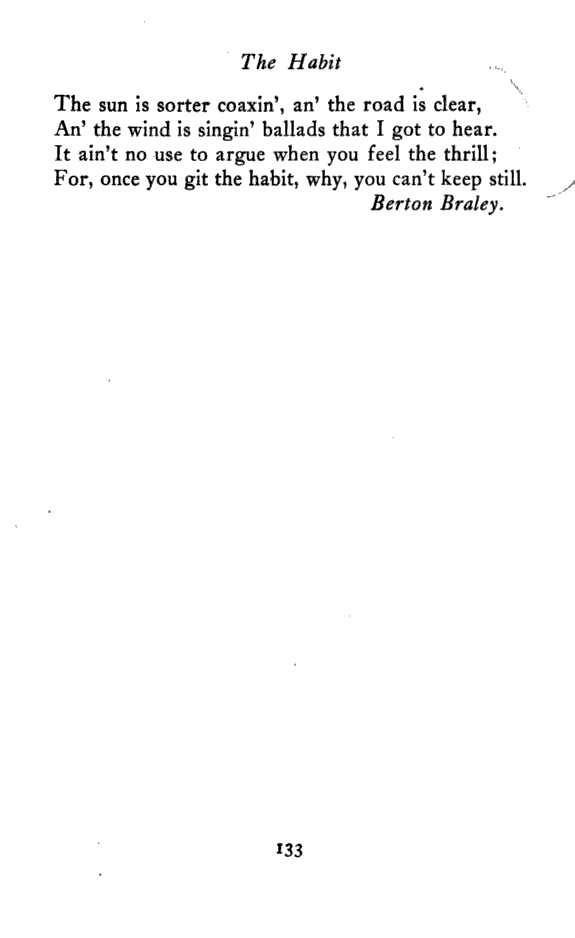 The Habit
The sun is sorter coaxin', an' the road is clear,
An' the wind is singin' ballads that I got to hear.
It ain't no use to argue when you feel the thrill;
For, once you git the habit, why, you can't keep still.
Berton Braley.
133